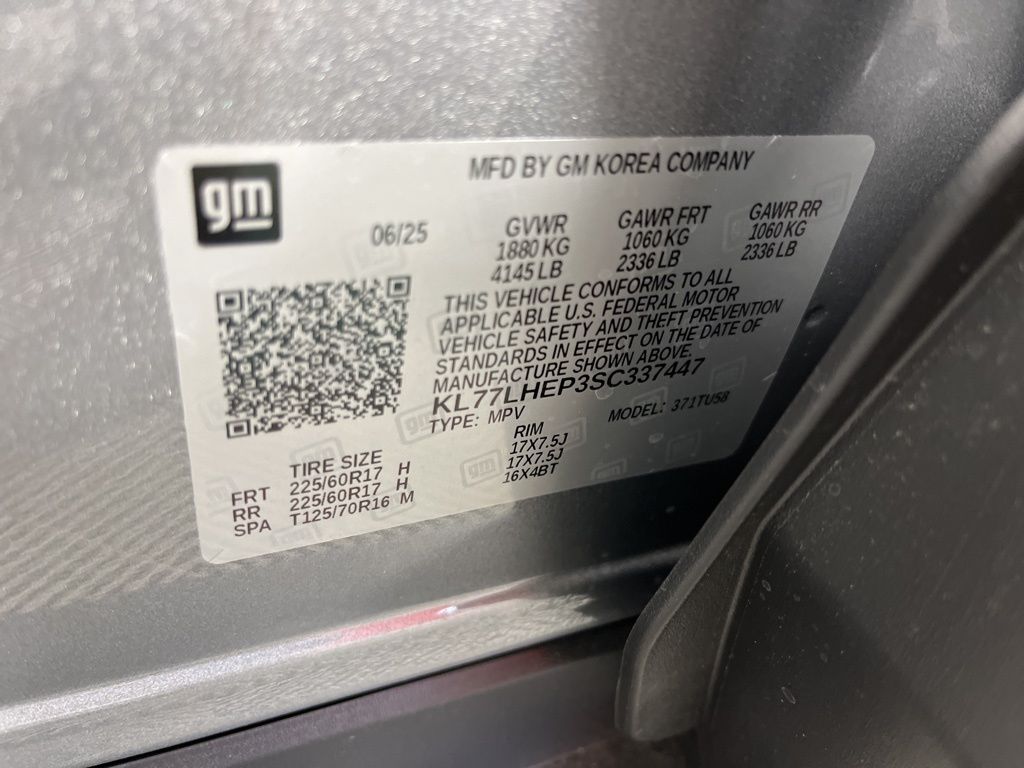 gm
MFD BY GM KOREA COMPANY
06/25
GVWR
1880 KG
4145 LB
GAWR FRT
1060 KG
2336 LB
GAWR RR
1060 KG
2336 LB
THIS VEHICLE CONFORMS TO ALL
APPLICABLE U.S. FEDERAL MOTOR
VEHICLE SAFETY AND THEFT PREVENTION
STANDARDS IN EFFECT ON THE DATE OF
MANUFACTURE SHOWN ABOVE.
KL77LHEP3SC337447
TYPE: MPV MODEL: 371TU58
TIRE SIZE RIM
FRT 225/60R17 H 17X7.5J
RR 225/60R17 H 17X7.5J
SPA T125/70R16 M 16X4BT